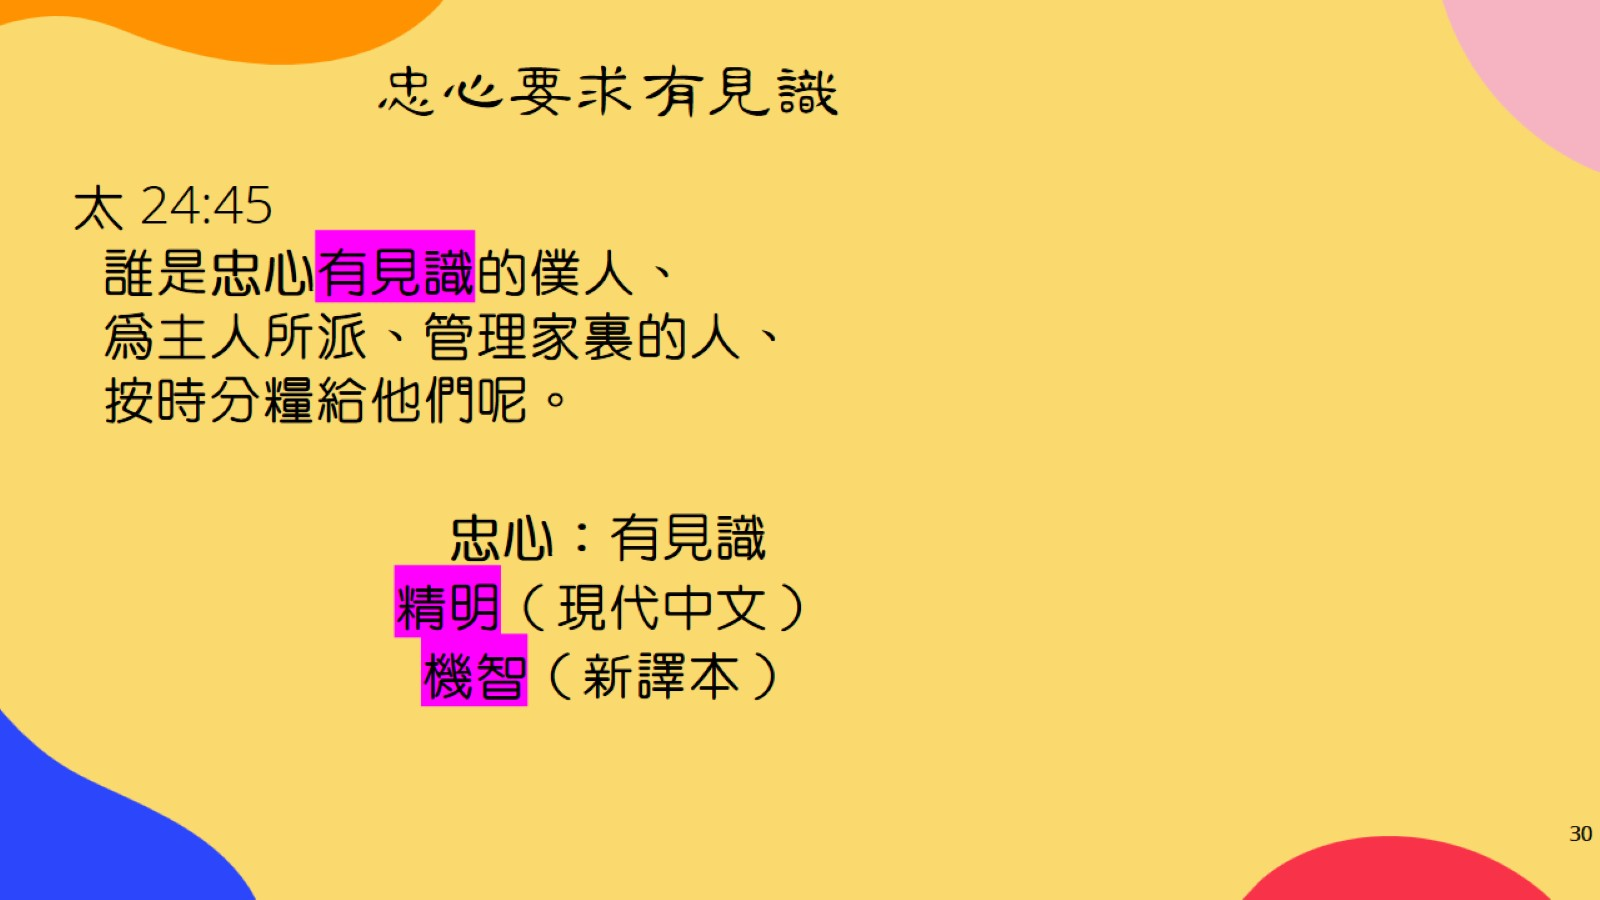 忠心要求有見識
太 24:45
誰是忠心有見識的僕人、
爲主人所派、管理家裏的人、
按時分糧給他們呢。
忠心：有見識
精明（現代中文）
機智（新譯本）
30